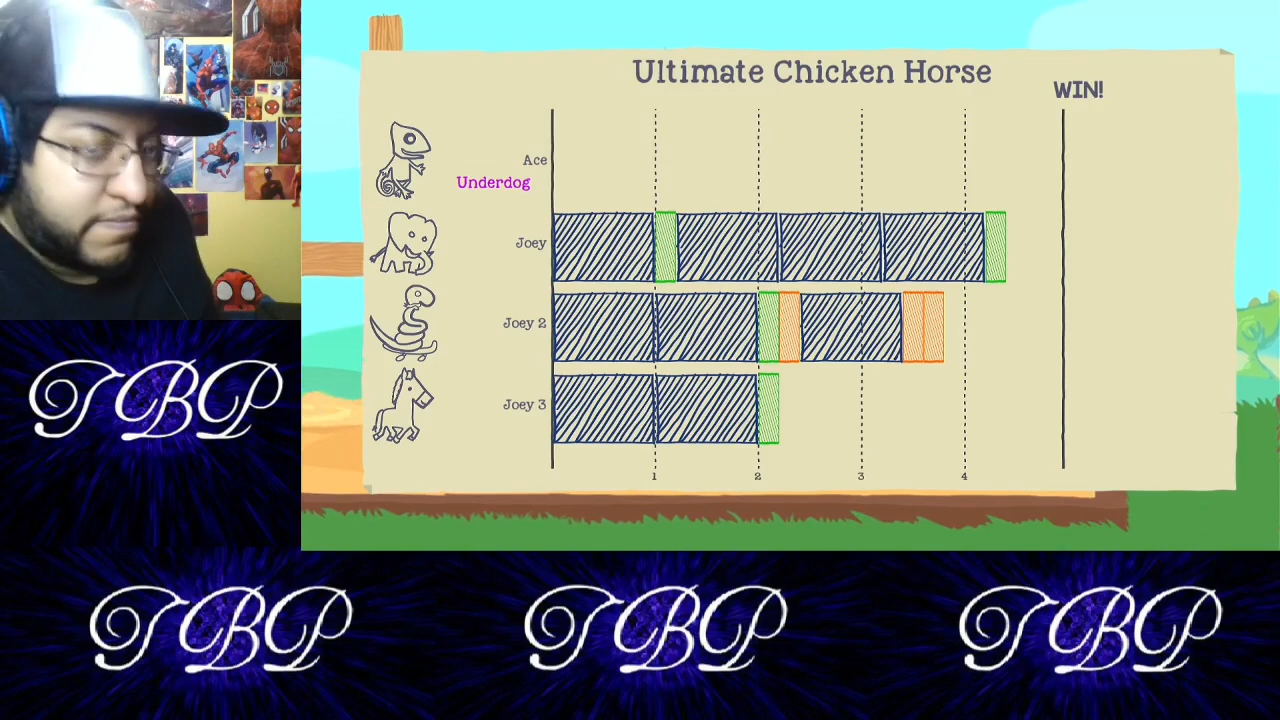 Ultimate Chicken Horse
WIN!
Ace
Underdog
Joey
Joey 2
Joey 3
1 2 3 4
TBP
TBP TBP TBP